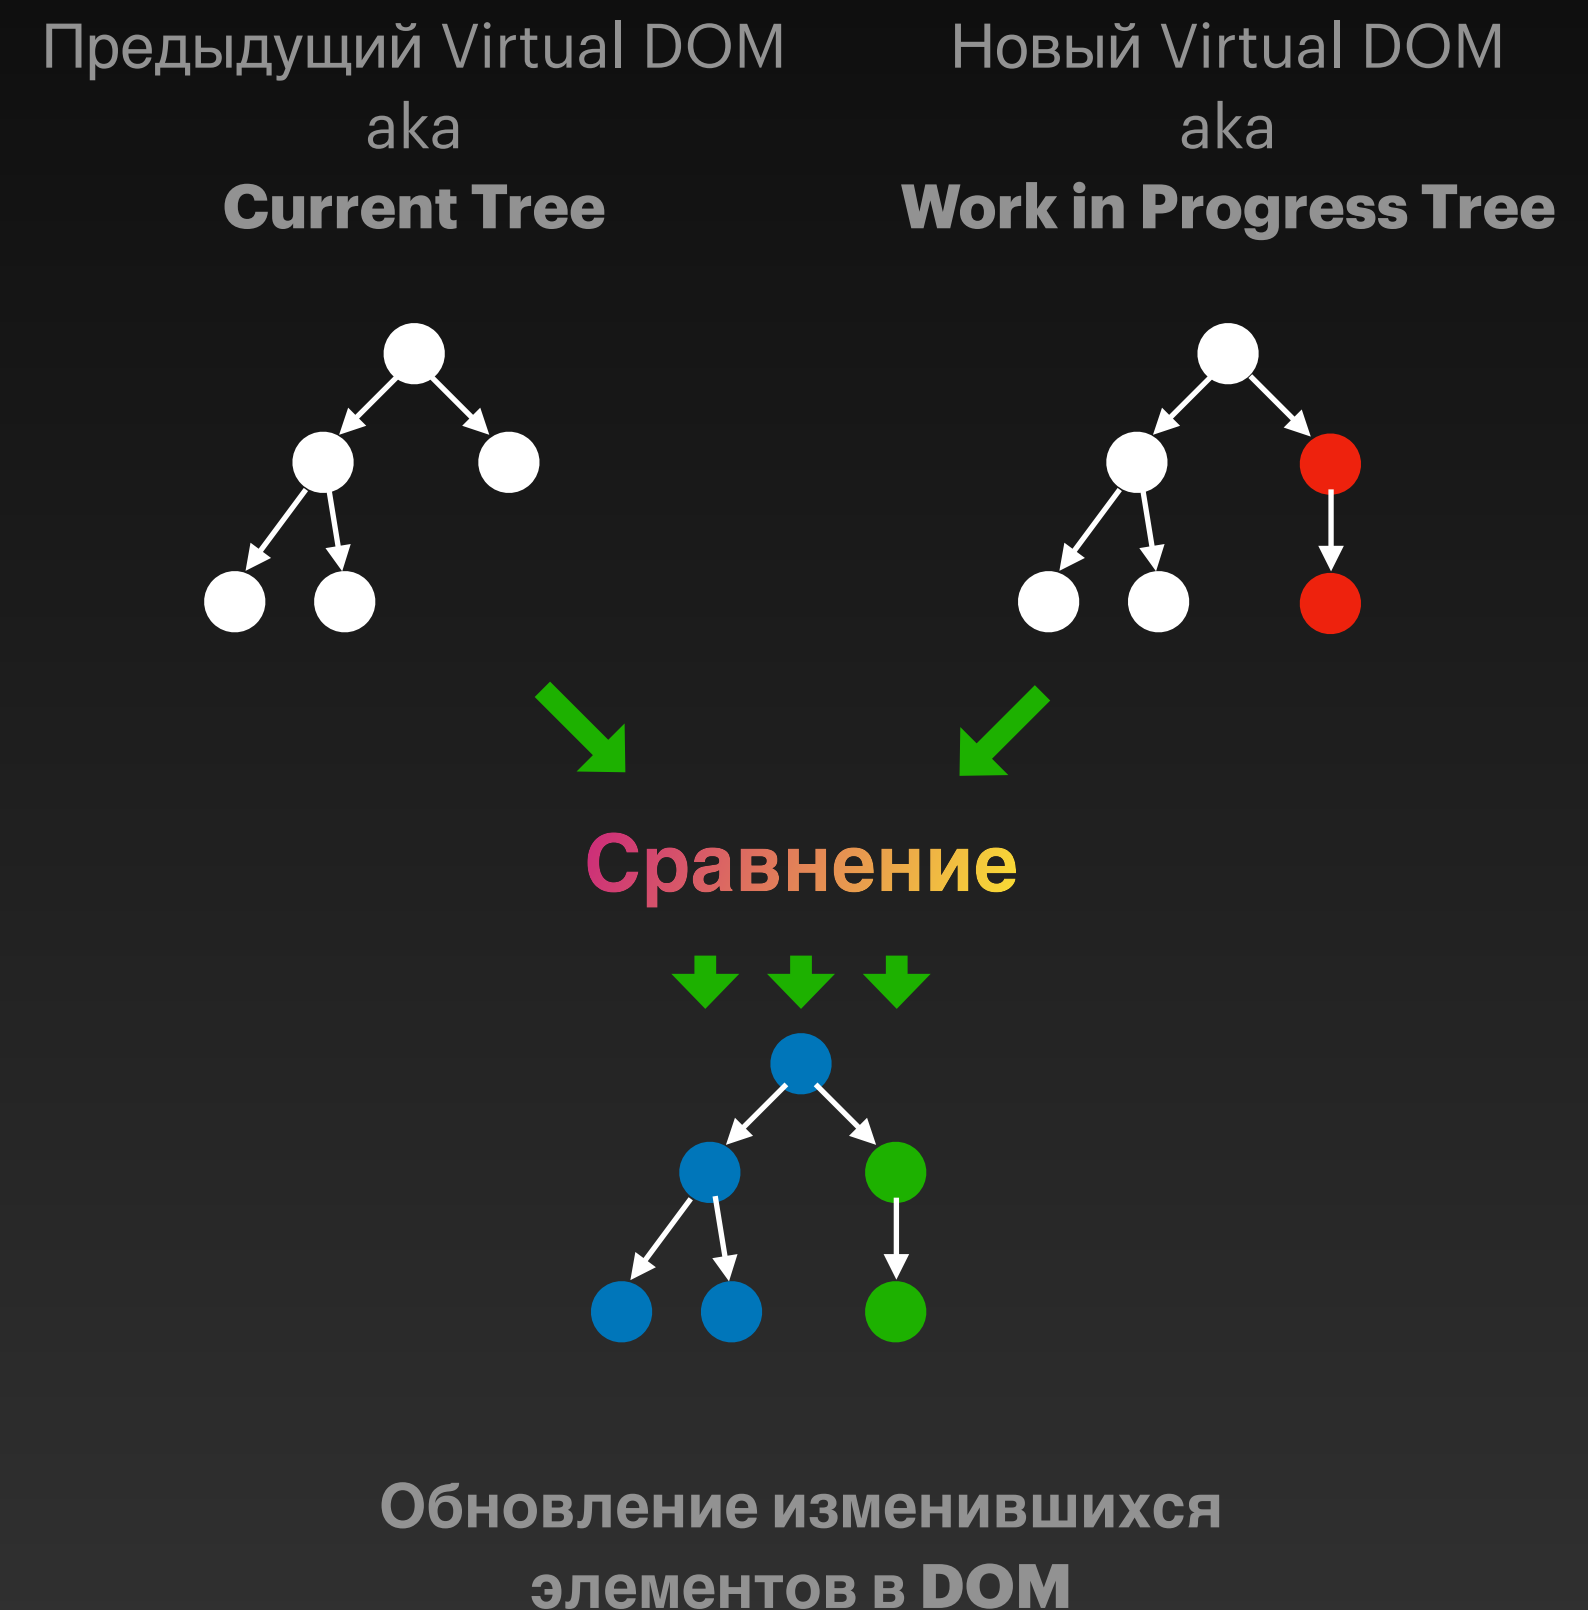 Предыдущий Virtual DOM
aka
Current Tree
Новый Virtual DOM
aka
Work in Progress Tree
Сравнение
Обновление изменившихся
элементов в DOM